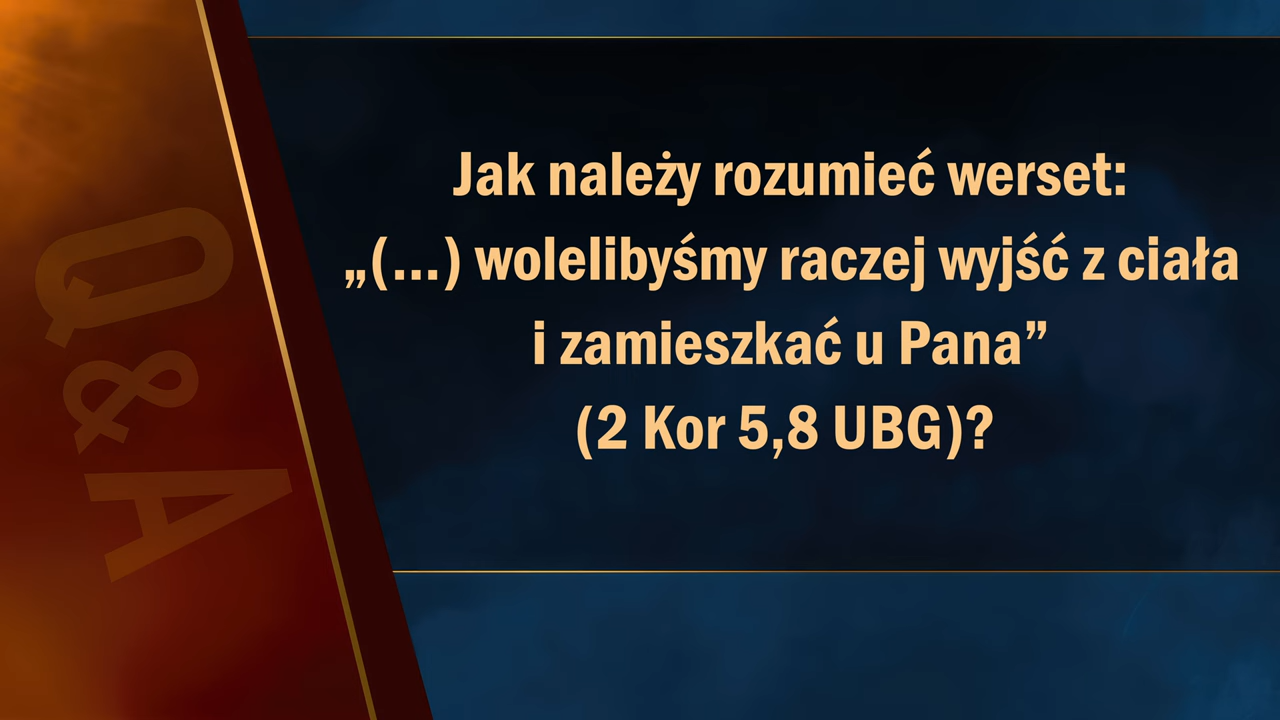 Q&A
Jak należy rozumieć werset:
„(...) wolelibyśmy raczej wyjść z ciała
i zamieszkać u Pana”
(2 Kor 5,8 UBG)?